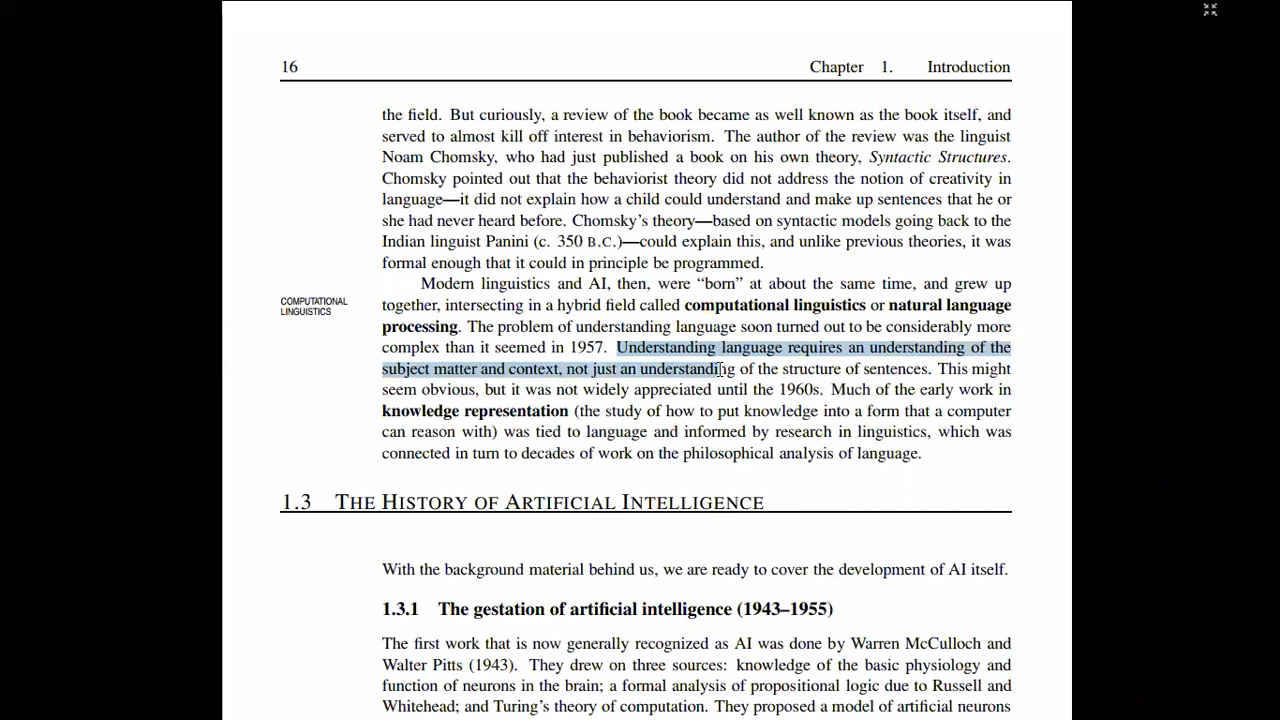 16
Chapter 1. Introduction
the field. But curiously, a review of the book became as well known as the book itself, and
served to almost kill off interest in behaviorism. The author of the review was the linguist
Noam Chomsky, who had just published a book on his own theory, Syntactic Structures.
Chomsky pointed out that the behaviorist theory did not address the notion of creativity in
language—it did not explain how a child could understand and make up sentences that he or
she had never heard before. Chomsky's theory—based on syntactic models going back to the
Indian linguist Panini (c. 350 B.C.)—could explain this, and unlike previous theories, it was
formal enough that it could in principle be programmed.
Modern linguistics and AI, then, were “born” at about the same time, and grew up
COMPUTATIONAL
LINGUISTICS
together, intersecting in a hybrid field called computational linguistics or natural language
processing. The problem of understanding language soon turned out to be considerably more
complex than it seemed in 1957. Understanding language requires an understanding of the
subject matter and context, not just an understanding of the structure of sentences. This might
seem obvious, but it was not widely appreciated until the 1960s. Much of the early work in
knowledge representation (the study of how to put knowledge into a form that a computer
can reason with) was tied to language and informed by research in linguistics, which was
connected in turn to decades of work on the philosophical analysis of language.
1.3 THE HISTORY OF ARTIFICIAL INTELLIGENCE
With the background material behind us, we are ready to cover the development of AI itself.
1.3.1 The gestation of artificial intelligence (1943–1955)
The first work that is now generally recognized as AI was done by Warren McCulloch and
Walter Pitts (1943). They drew on three sources: knowledge of the basic physiology and
function of neurons in the brain; a formal analysis of propositional logic due to Russell and
Whitehead; and Turing's theory of computation. They proposed a model of artificial neurons